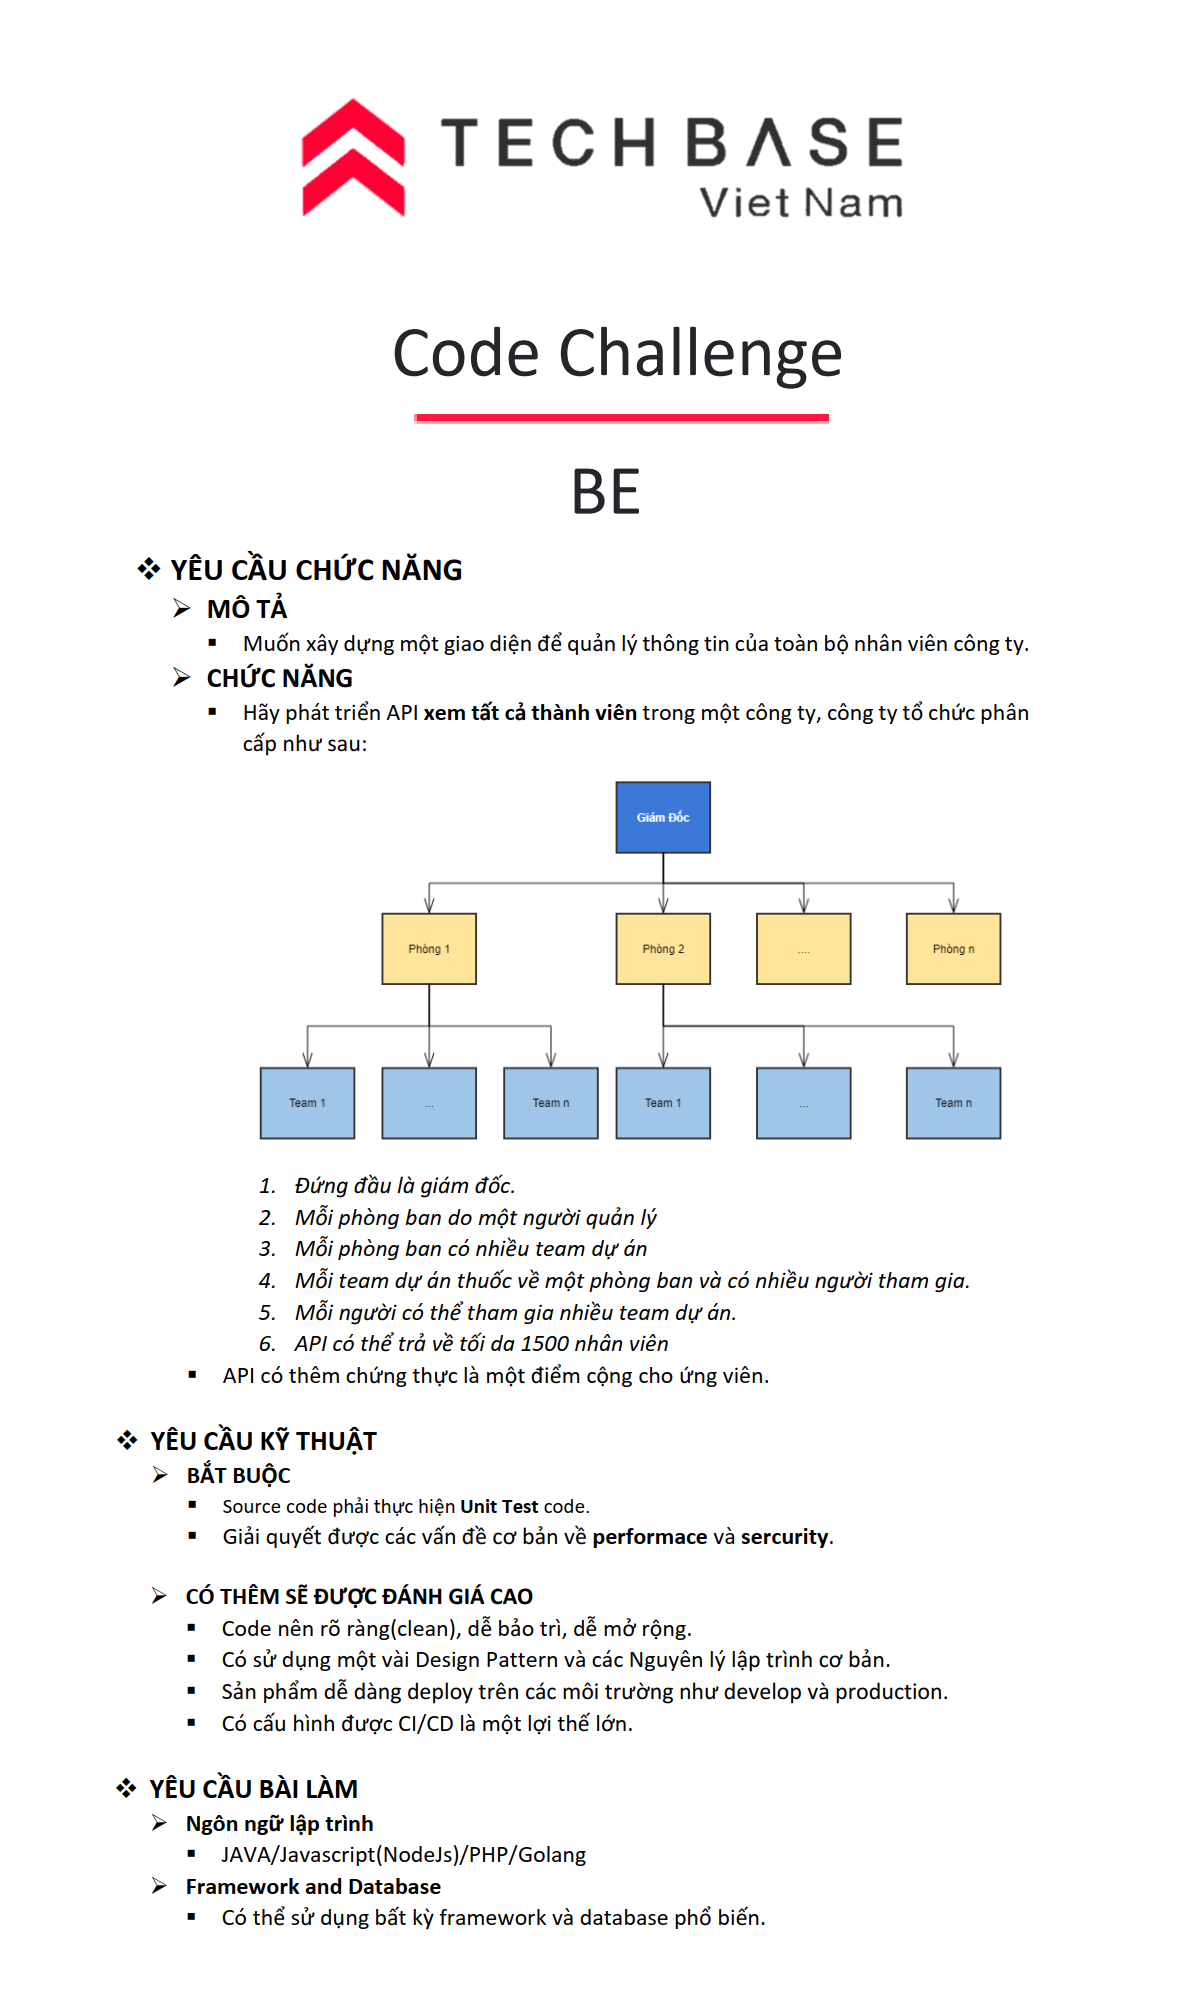 TECHBASE
Viet Nam
Code Challenge
BE
❖ YÊU CẦU CHỨC NĂNG
➢ MÔ TẢ
▪ Muốn xây dựng một giao diện để quản lý thông tin của toàn bộ nhân viên công ty.
➢ CHỨC NĂNG
▪ Hãy phát triển API xem tất cả thành viên trong một công ty, công ty tổ chức phân
cấp như sau:
Giám Đốc
Phòng 1 Phòng 2 .... Phòng n
Team 1 ... Team n Team 1 ... Team n
1. Đứng đầu là giám đốc.
2. Mỗi phòng ban do một người quản lý
3. Mỗi phòng ban có nhiều team dự án
4. Mỗi team dự án thuốc về một phòng ban và có nhiều người tham gia.
5. Mỗi người có thể tham gia nhiều team dự án.
6. API có thể trả về tối da 1500 nhân viên
▪ API có thêm chứng thực là một điểm cộng cho ứng viên.
❖ YÊU CẦU KỸ THUẬT
➢ BẮT BUỘC
▪ Source code phải thực hiện Unit Test code.
▪ Giải quyết được các vấn đề cơ bản về performace và sercurity.
➢ CÓ THÊM SẼ ĐƯỢC ĐÁNH GIÁ CAO
▪ Code nên rõ ràng(clean), dễ bảo trì, dễ mở rộng.
▪ Có sử dụng một vài Design Pattern và các Nguyên lý lập trình cơ bản.
▪ Sản phẩm dễ dàng deploy trên các môi trường như develop và production.
▪ Có cấu hình được CI/CD là một lợi thế lớn.
❖ YÊU CẦU BÀI LÀM
➢ Ngôn ngữ lập trình
▪ JAVA/Javascript(NodeJs)/PHP/Golang
➢ Framework and Database
▪ Có thể sử dụng bất kỳ framework và database phổ biến.